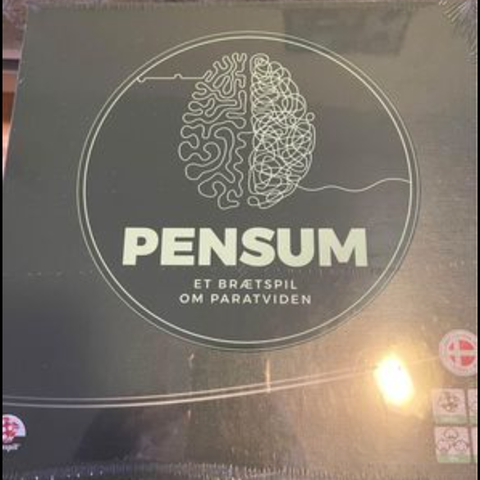 PENSUM
ET BRÆTSPIL
OM PARATVIDEN